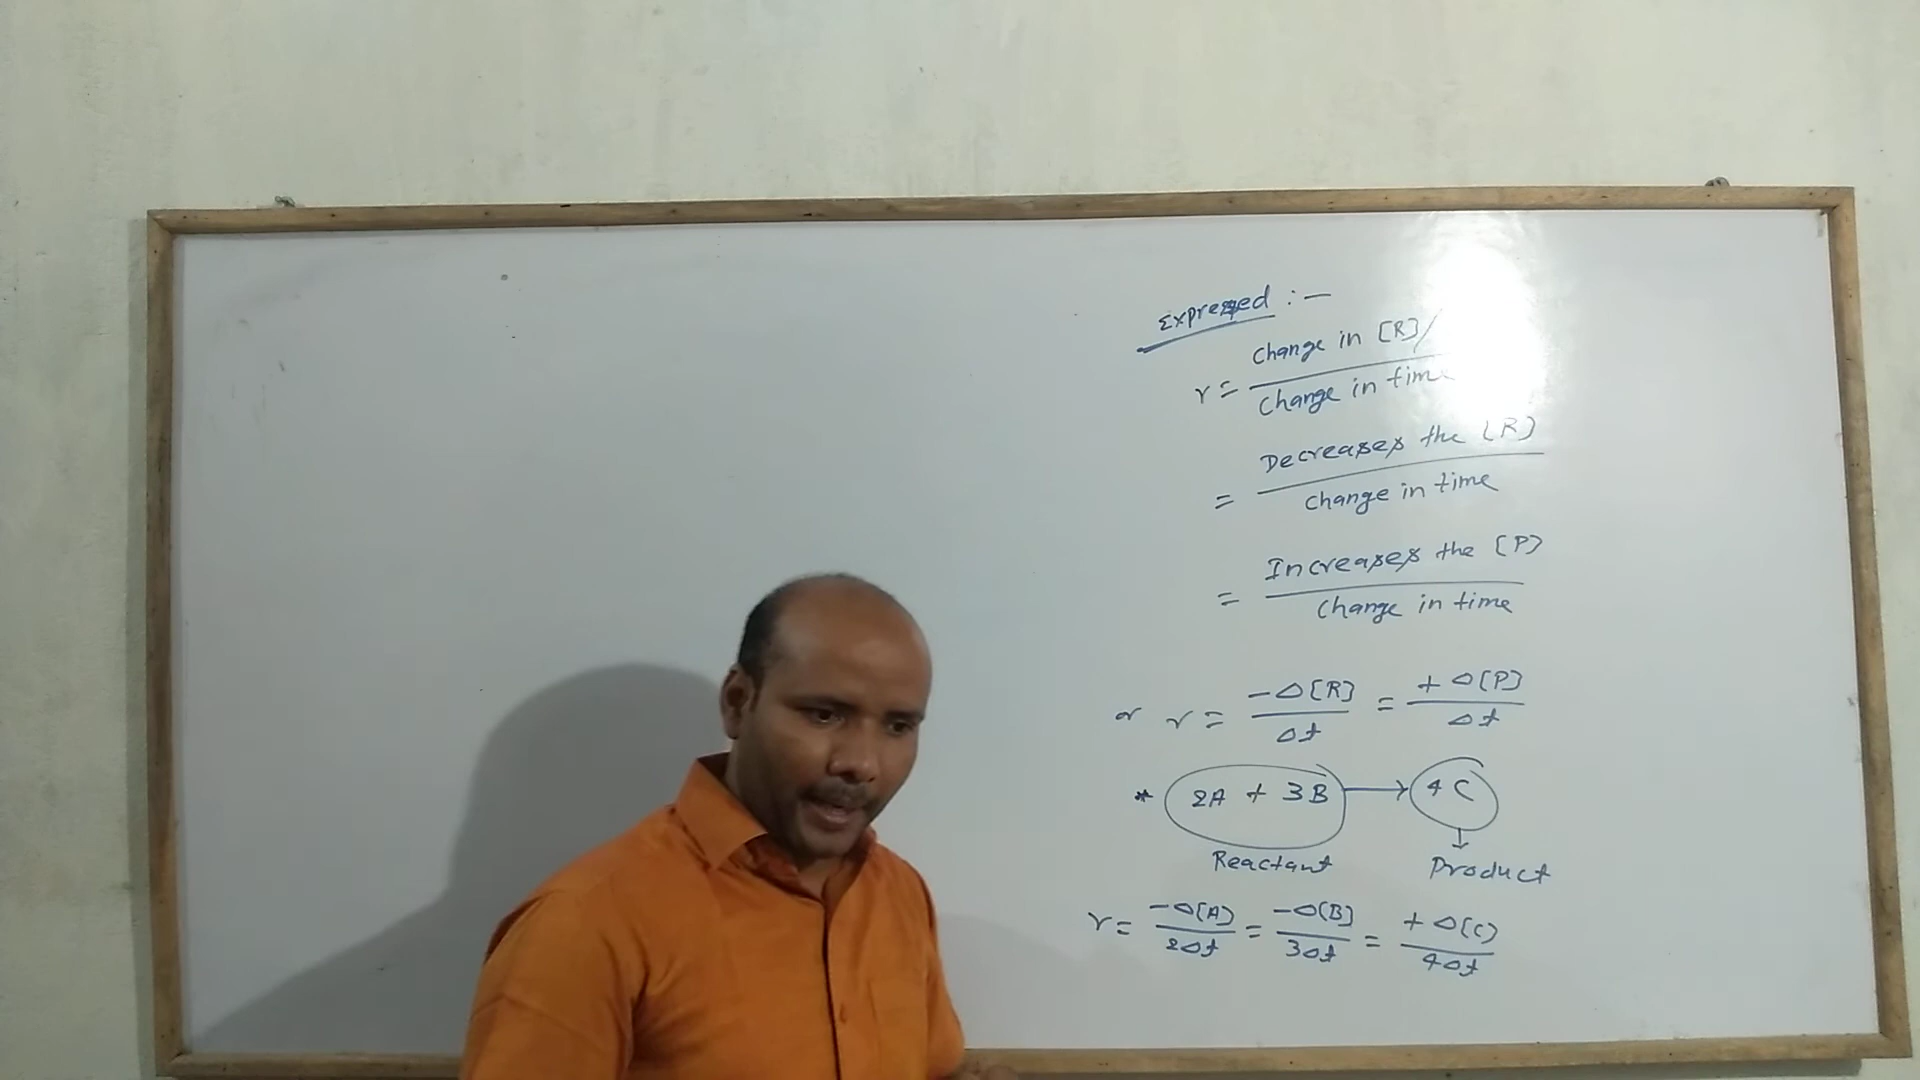 Expressed :-
r = change in [R]/
change in time
= Decreases the [R]
change in time
= Increases the [P]
change in time
or r = -Δ[R]/Δt = +Δ[P]/Δt
* 2A + 3B → 4C
Reactant Product
r = -Δ[A]/2Δt = -Δ[B]/3Δt = +Δ[C]/4Δt